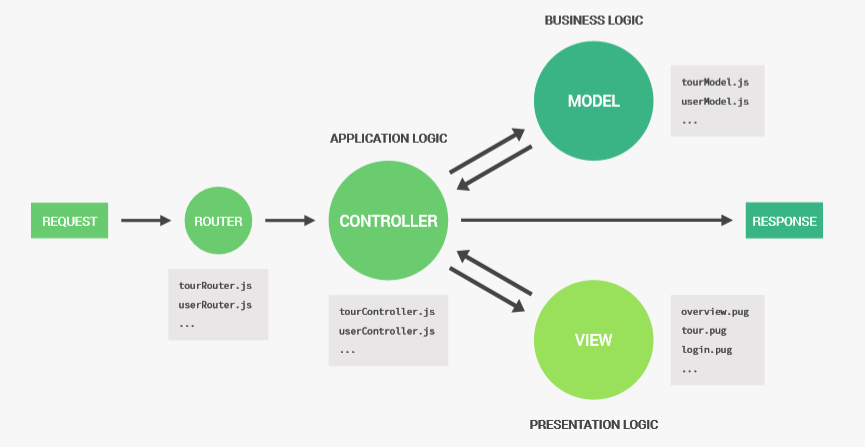 BUSINESS LOGIC
MODEL
tourModel.js
userModel.js
...
APPLICATION LOGIC
REQUEST
ROUTER
CONTROLLER
RESPONSE
tourRouter.js
userRouter.js
...
tourController.js
userController.js
...
VIEW
overview.pug
tour.pug
login.pug
...
PRESENTATION LOGIC